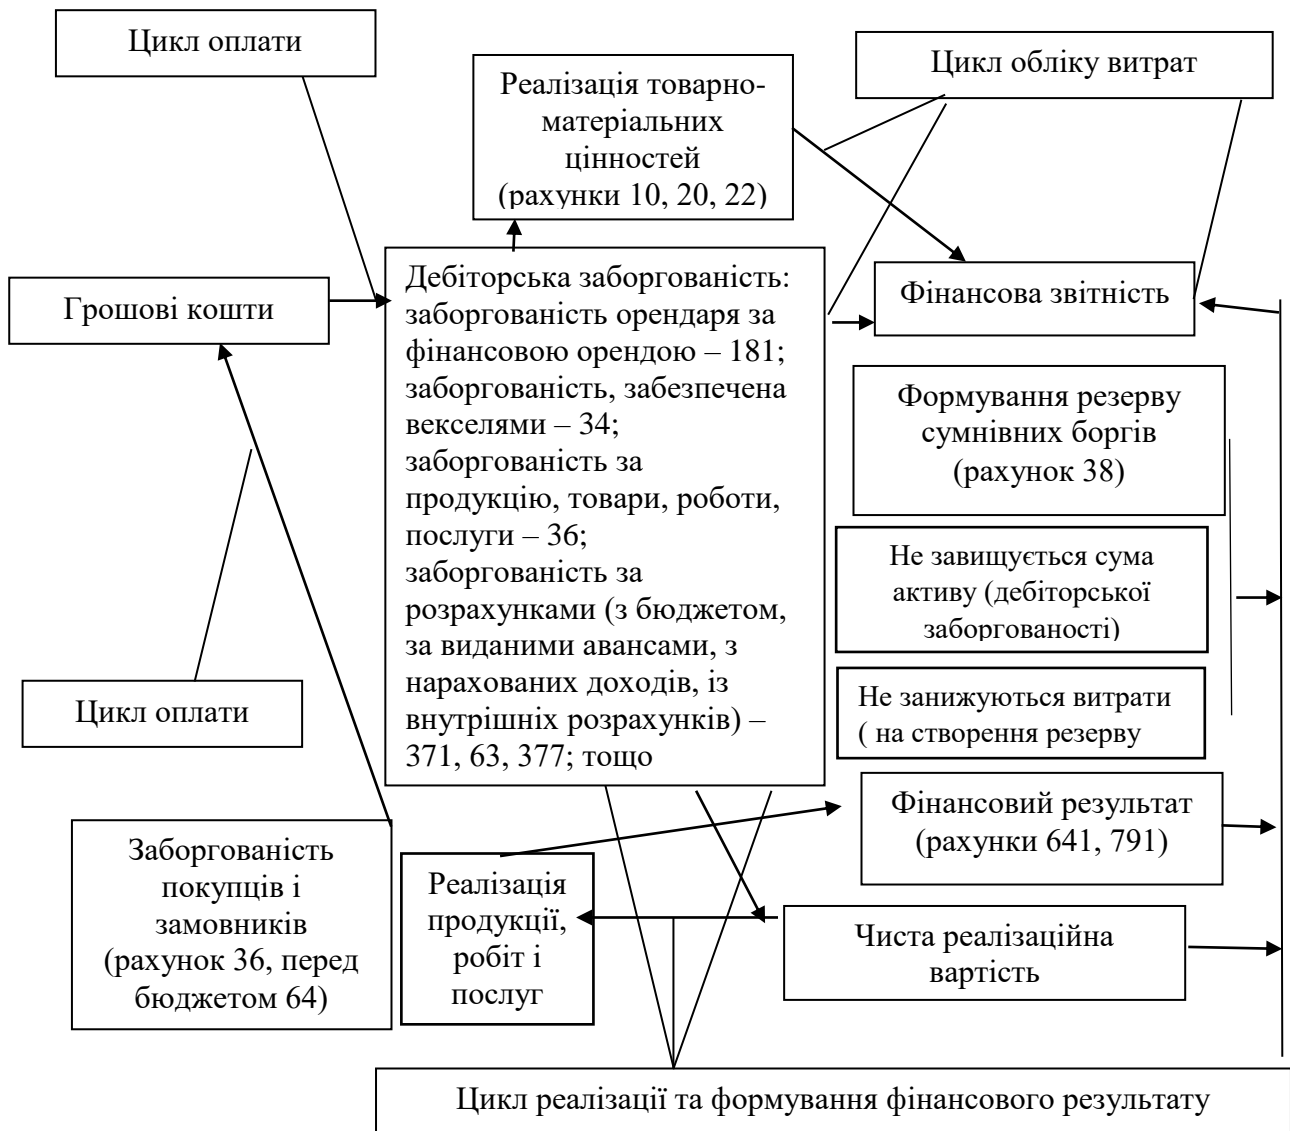 Цикл оплати
Цикл обліку витрат
Реалізація товарно-
матеріальних
цінностей
(рахунки 10, 20, 22)
Грошові кошти
Дебіторська заборгованість:
заборгованість орендаря за
фінансовою орендою – 181;
заборгованість, забезпечена
векселями – 34;
заборгованість за
продукцію, товари, роботи,
послуги – 36;
заборгованість за
розрахунками (з бюджетом,
за виданими авансами, з
нарахованих доходів, із
внутрішніх розрахунків) –
371, 63, 377; тощо
Фінансова звітність
Формування резерву
сумнівних боргів
(рахунок 38)
Не завищується сума
активу (дебіторської
заборгованості)
Не занижуються витрати
( на створення резерву
Цикл оплати
Фінансовий результат
(рахунки 641, 791)
Заборгованість
покупців і
замовників
(рахунок 36, перед
бюджетом 64)
Реалізація
продукції,
робіт і
послуг
Чиста реалізаційна
вартість
Цикл реалізації та формування фінансового результату